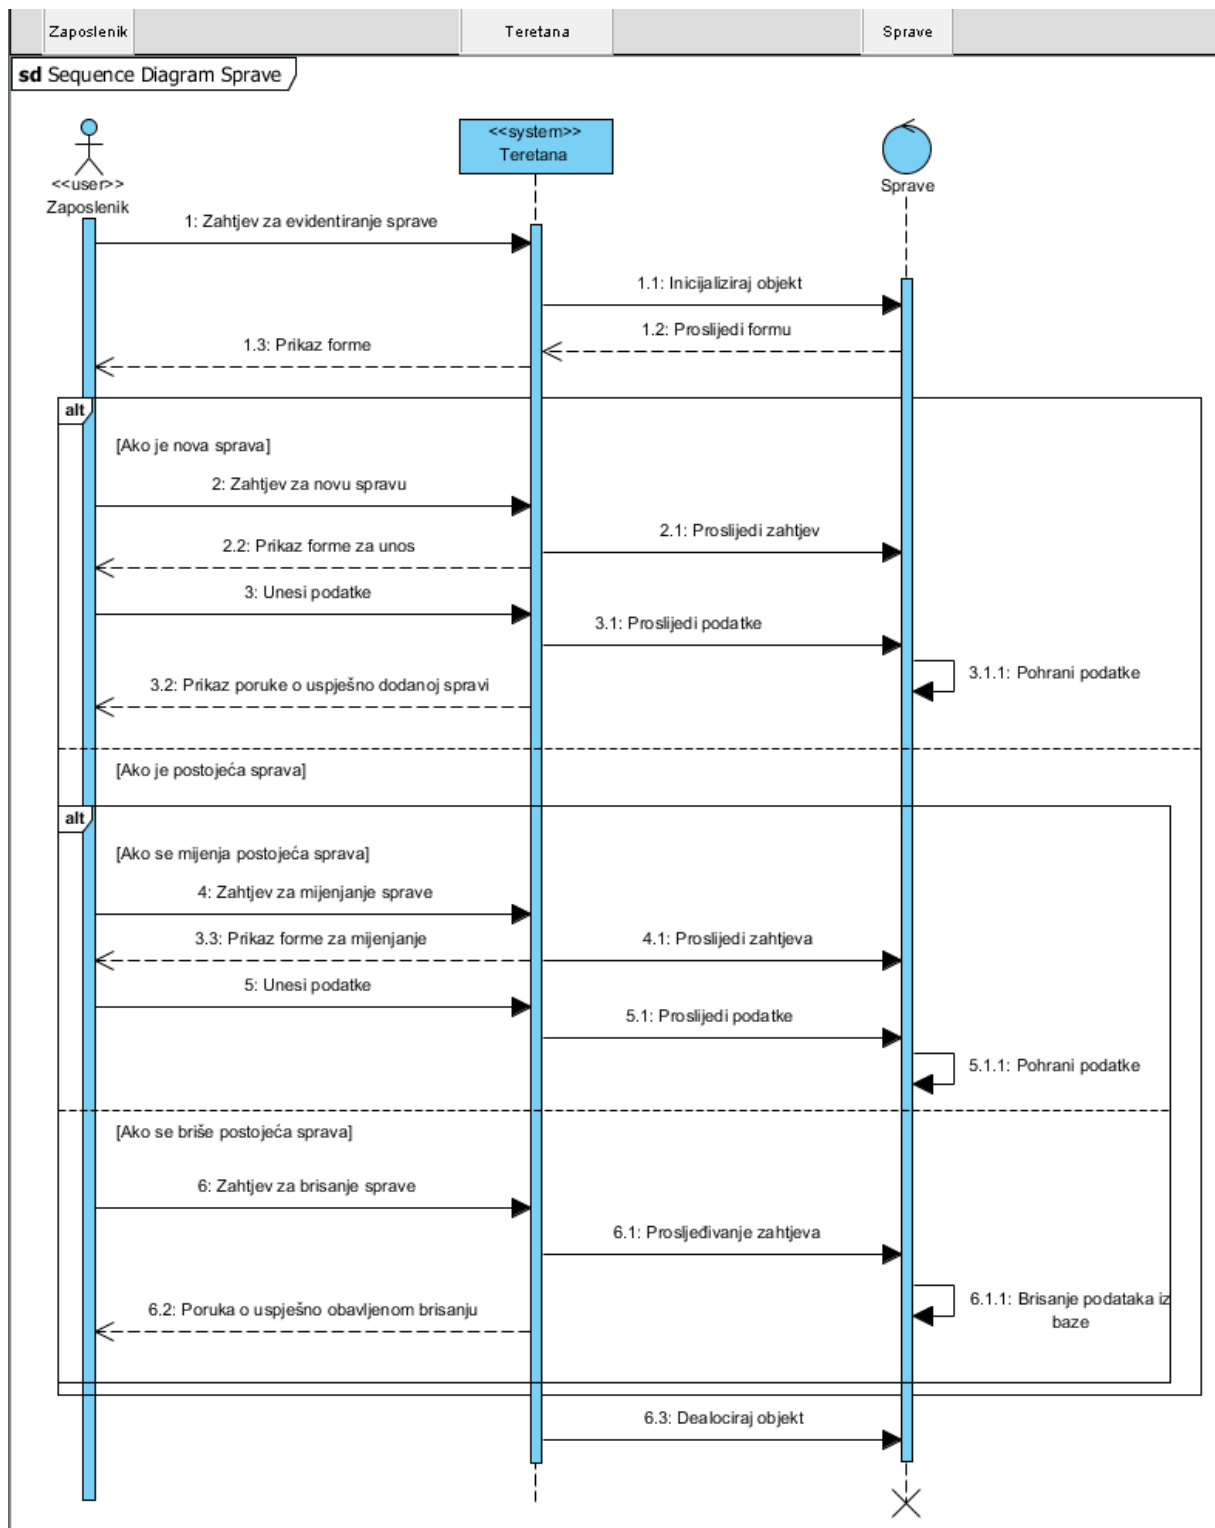 Zaposlenik
Teretana
Sprave
sd Sequence Diagram Sprave
<<user>>
Zaposlenik
<<system>>
Teretana
Sprave
1: Zahtjev za evidentiranje sprave
1.1: Inicijaliziraj objekt
1.2: Proslijedi formu
1.3: Prikaz forme
alt
[Ako je nova sprava]
2: Zahtjev za novu spravu
2.1: Proslijedi zahtjev
2.2: Prikaz forme za unos
3: Unesi podatke
3.1: Proslijedi podatke
3.1.1: Pohrani podatke
3.2: Prikaz poruke o uspješno dodanoj spravi
[Ako je postojeća sprava]
alt
[Ako se mijenja postojeća sprava]
4: Zahtjev za mijenjanje sprave
3.3: Prikaz forme za mijenjanje
4.1: Proslijedi zahtjeva
5: Unesi podatke
5.1: Proslijedi podatke
5.1.1: Pohrani podatke
[Ako se briše postojeća sprava]
6: Zahtjev za brisanje sprave
6.1: Prosljeđivanje zahtjeva
6.1.1: Brisanje podataka iz
baze
6.2: Poruka o uspješno obavljenom brisanju
6.3: Dealociraj objekt